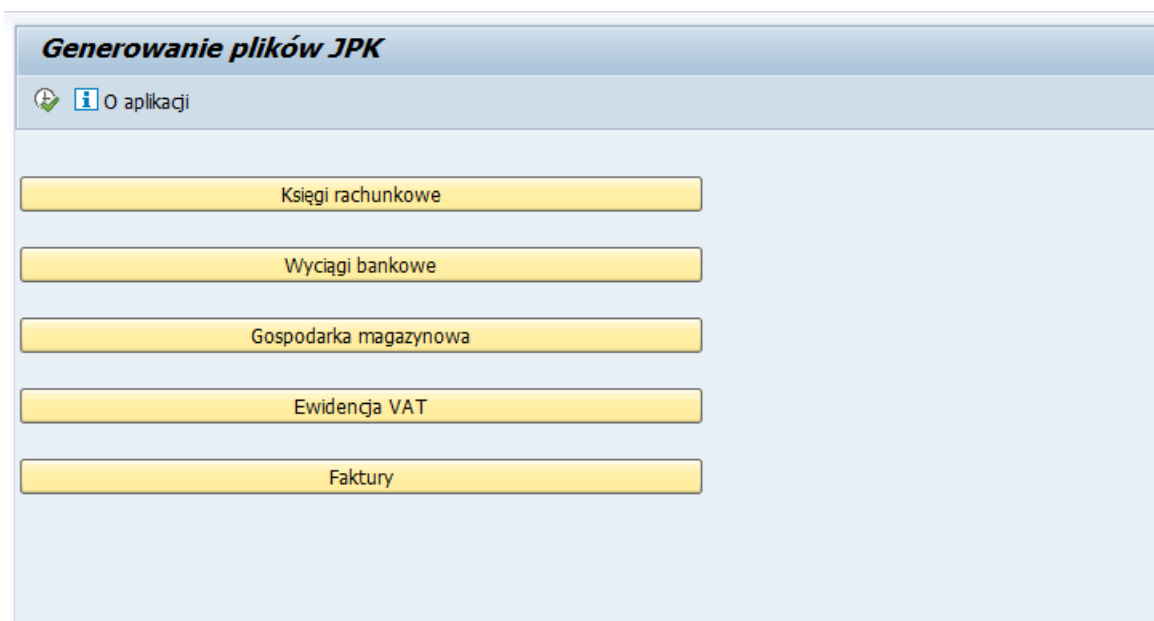 Generowanie plików JPK
O aplikacji
Księgi rachunkowe
Wyciągi bankowe
Gospodarka magazynowa
Ewidencja VAT
Faktury